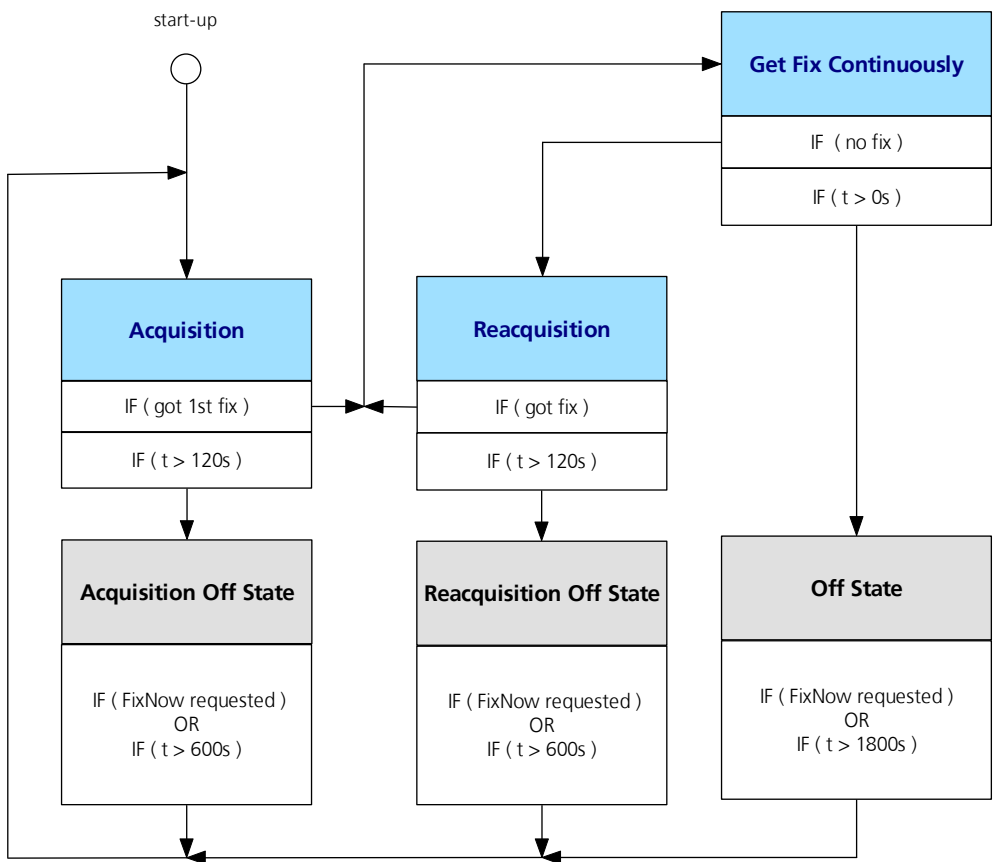 start-up
Get Fix Continuously
IF ( no fix )
IF ( t > 0s )
Acquisition
IF ( got 1st fix )
IF ( t > 120s )
Reacquisition
IF ( got fix )
IF ( t > 120s )
Acquisition Off State
IF ( FixNow requested )
OR
IF ( t > 600s )
Reacquisition Off State
IF ( FixNow requested )
OR
IF ( t > 600s )
Off State
IF ( FixNow requested )
OR
IF ( t > 1800s )